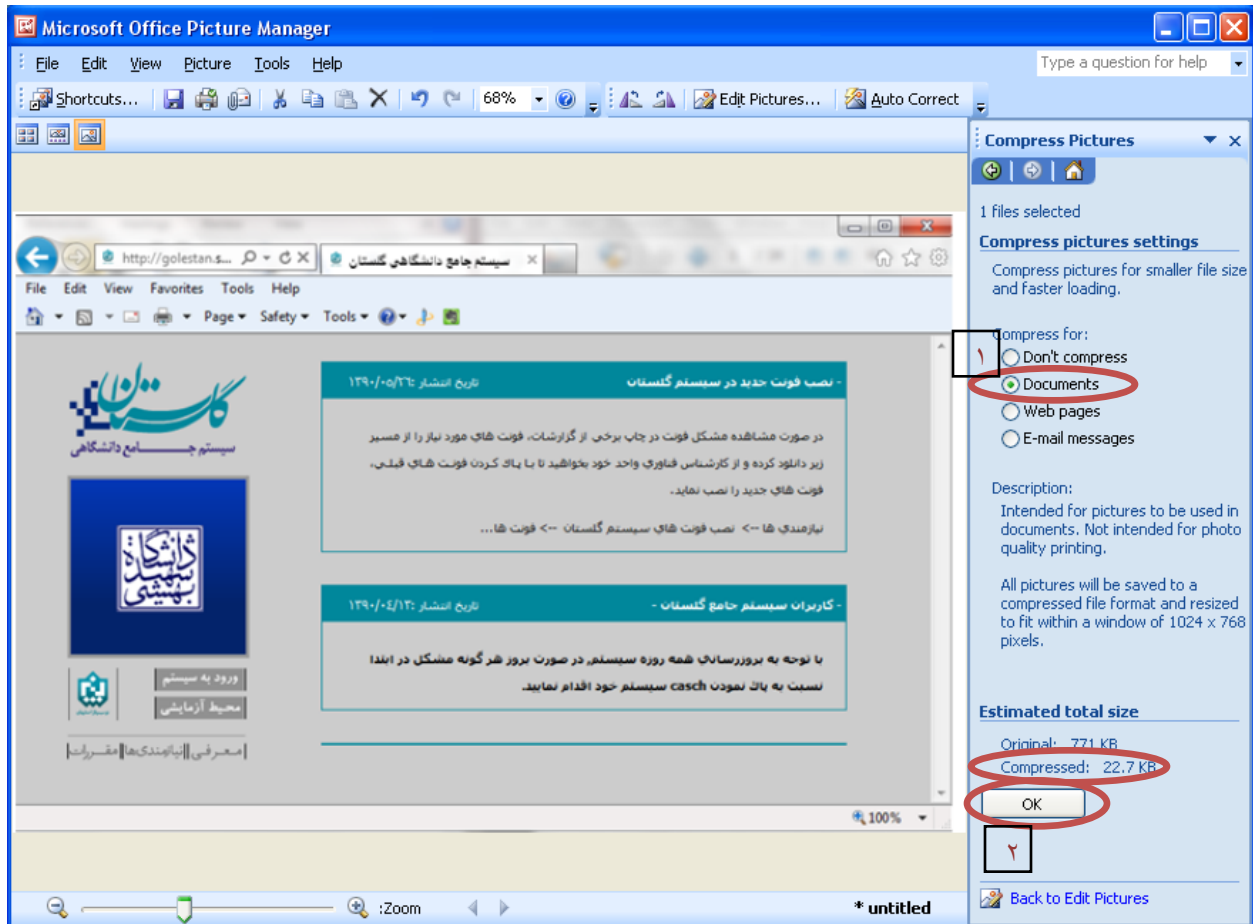 Microsoft Office Picture Manager
File Edit View Picture Tools Help
Type a question for help
Shortcuts... 68% Edit Pictures... Auto Correct
Compress Pictures
1 files selected
Compress pictures settings
Compress pictures for smaller file size
and faster loading.
Compress for:
۱
Don't compress
Documents
Web pages
E-mail messages
Description:
Intended for pictures to be used in
documents. Not intended for photo
quality printing.
All pictures will be saved to a
compressed file format and resized
to fit within a window of 1024 x 768
pixels.
Estimated total size
Original: 771 KB
Compressed: 22.7 KB
OK
۲
Back to Edit Pictures
http://golestan.s...
سیستم جامع دانشگاهی گلستان
File Edit View Favorites Tools Help
Page Safety Tools
گلستان
سیستم جامع دانشگاهی
دانشگاه
شهید
بهشتی
ورود به سیستم
محیط آزمایشی
|معرفی||نیازمندی‌ها||مقررات|
- نصب فونت جدید در سیستم گلستان تاریخ انتشار :۱۳۹۰/۰۵/۲۶
در صورت مشاهده مشکل فونت در چاپ برخی از گزارشات، فونت های مورد نیاز را از مسیر
زیر دانلود کرده و از کارشناس فناوری واحد خود بخواهید تا با پاک کردن فونت های قبلی،
فونت های جدید را نصب نماید.
نیازمندی ها --> نصب فونت های سیستم گلستان --> فونت ها...
- کاربران سیستم جامع گلستان - تاریخ انتشار :۱۳۹۰/۰۴/۱۳
با توجه به بروزرسانی همه روزه سیستم, در صورت بروز هر گونه مشکل در ابتدا
نسبت به پاک نمودن casch سیستم خود اقدام نمایید.
100%
:Zoom
* untitled